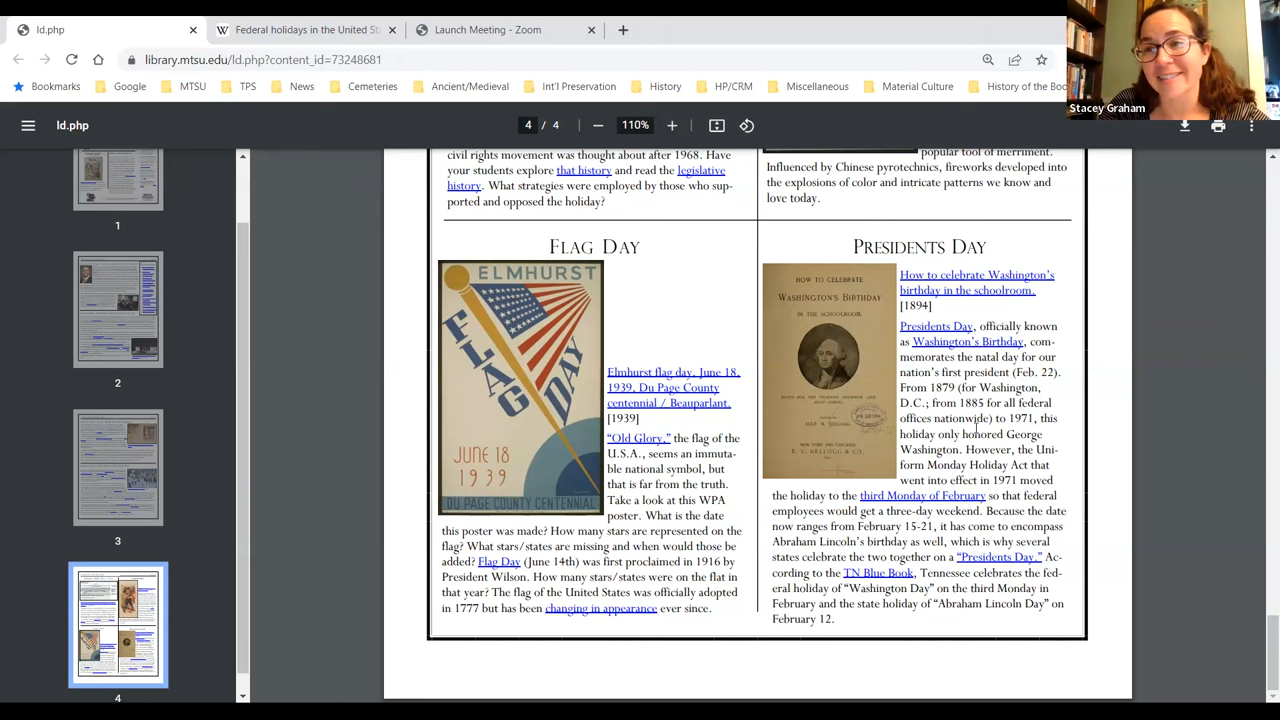 ld.php
Federal holidays in the United St
Launch Meeting - Zoom
library.mtsu.edu/ld.php?content_id=73248681
Bookmarks
Google
MTSU
TPS
News
Cemeteries
Ancient/Medieval
Int'l Preservation
History
HP/CRM
Miscellaneous
Material Culture
History of the Boo
Stacey Graham
ld.php
4 / 4
110%
1
2
3
4
civil rights movement was thought about after 1968. Have
your students explore that history and read the legislative
history. What strategies were employed by those who sup-
ported and opposed the holiday?
popular tool of merriment.
Influenced by Chinese pyrotechnics, fireworks developed into
the explosions of color and intricate patterns we know and
love today.
FLAG DAY
ELMHURST
FLAG
DAY
JUNE 18
1939
DU PAGE COUNTY CENTENNIAL
Elmhurst flag day, June 18,
1939, Du Page County
centennial / Beauparlant.
[1939]
“Old Glory,” the flag of the
U.S.A., seems an immuta-
ble national symbol, but
that is far from the truth.
Take a look at this WPA
poster. What is the date
this poster was made? How many stars are represented on the
flag? What stars/states are missing and when would those be
added? Flag Day (June 14th) was first proclaimed in 1916 by
President Wilson. How many stars/states were on the flat in
that year? The flag of the United States was officially adopted
in 1777 but has been changing in appearance ever since.
PRESIDENTS DAY
HOW TO CELEBRATE
WASHINGTON'S BIRTHDAY
IN THE SCHOOLROOM.
E. L. KELLOGG & CO.
How to celebrate Washington's
birthday in the schoolroom.
[1894]
Presidents Day, officially known
as Washington's Birthday, com-
memorates the natal day for our
nation's first president (Feb. 22).
From 1879 (for Washington,
D.C.; from 1885 for all federal
offices nationwide) to 1971, this
holiday only honored George
Washington. However, the Uni-
form Monday Holiday Act that
went into effect in 1971 moved
the holiday to the third Monday of February so that federal
employees would get a three-day weekend. Because the date
now ranges from February 15-21, it has come to encompass
Abraham Lincoln's birthday as well, which is why several
states celebrate the two together on a “Presidents Day.” Ac-
cording to the TN Blue Book, Tennessee celebrates the fed-
eral holiday of “Washington Day” on the third Monday in
February and the state holiday of “Abraham Lincoln Day” on
February 12.